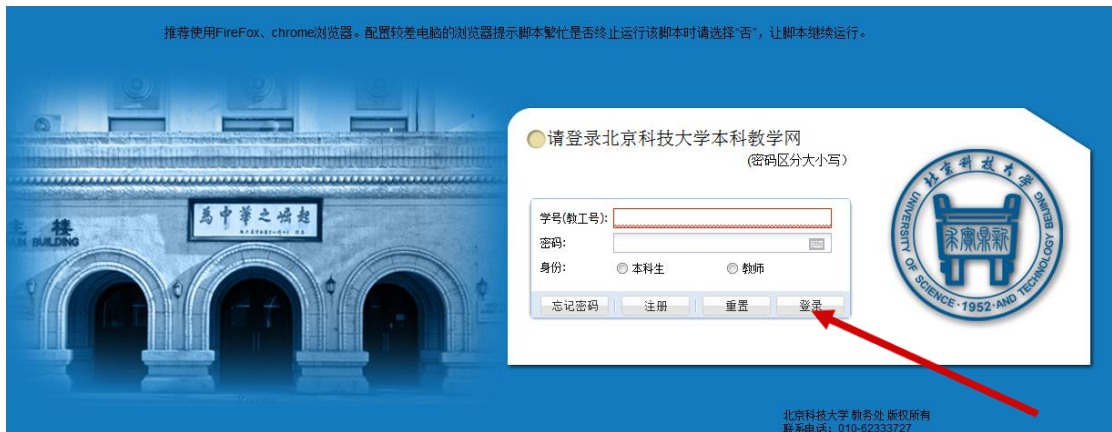 推荐使用FireFox、chrome浏览器。配置较差电脑的浏览器提示脚本繁忙是否终止运行该脚本时请选择“否”，让脚本继续运行。
请登录北京科技大学本科教学网
(密码区分大小写)
主 楼
MAIN BUILDING
為中華之崛起
学号(教工号):
密码:
身份:
本科生
教师
忘记密码
注册
重置
登录
北京科技大学
UNIVERSITY OF SCIENCE·1952·AND TECHNOLOGY BEIJING
北京科技大学 教务处 版权所有
联系电话：010-62333727